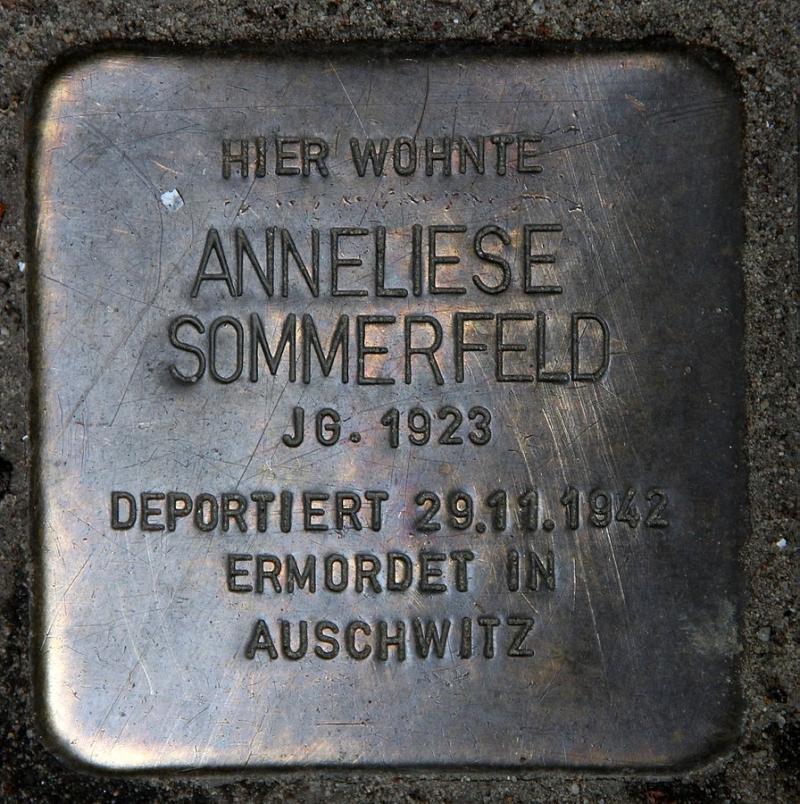 HIER WOHNTE
ANNELIESE
SOMMERFELD
JG. 1923
DEPORTIERT 29.11.1942
ERMORDET IN
AUSCHWITZ